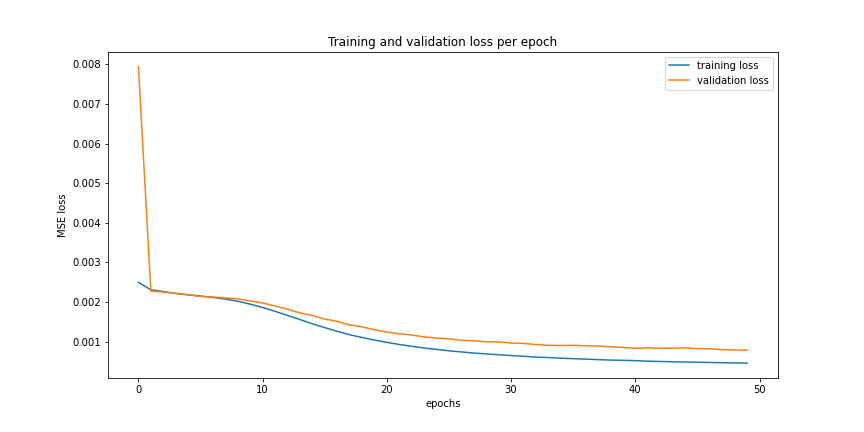 Training and validation loss per epoch
training loss
validation loss
MSE loss
0.008
0.007
0.006
0.005
0.004
0.003
0.002
0.001
0 10 20 30 40 50
epochs